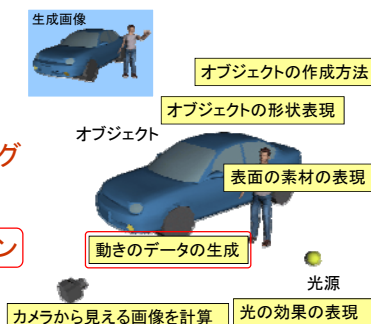 生成画像
オブジェクトの作成方法
オブジェクトの形状表現
オブジェクト
グ
表面の素材の表現
ン
動きのデータの生成
光源
カメラから見える画像を計算
光の効果の表現